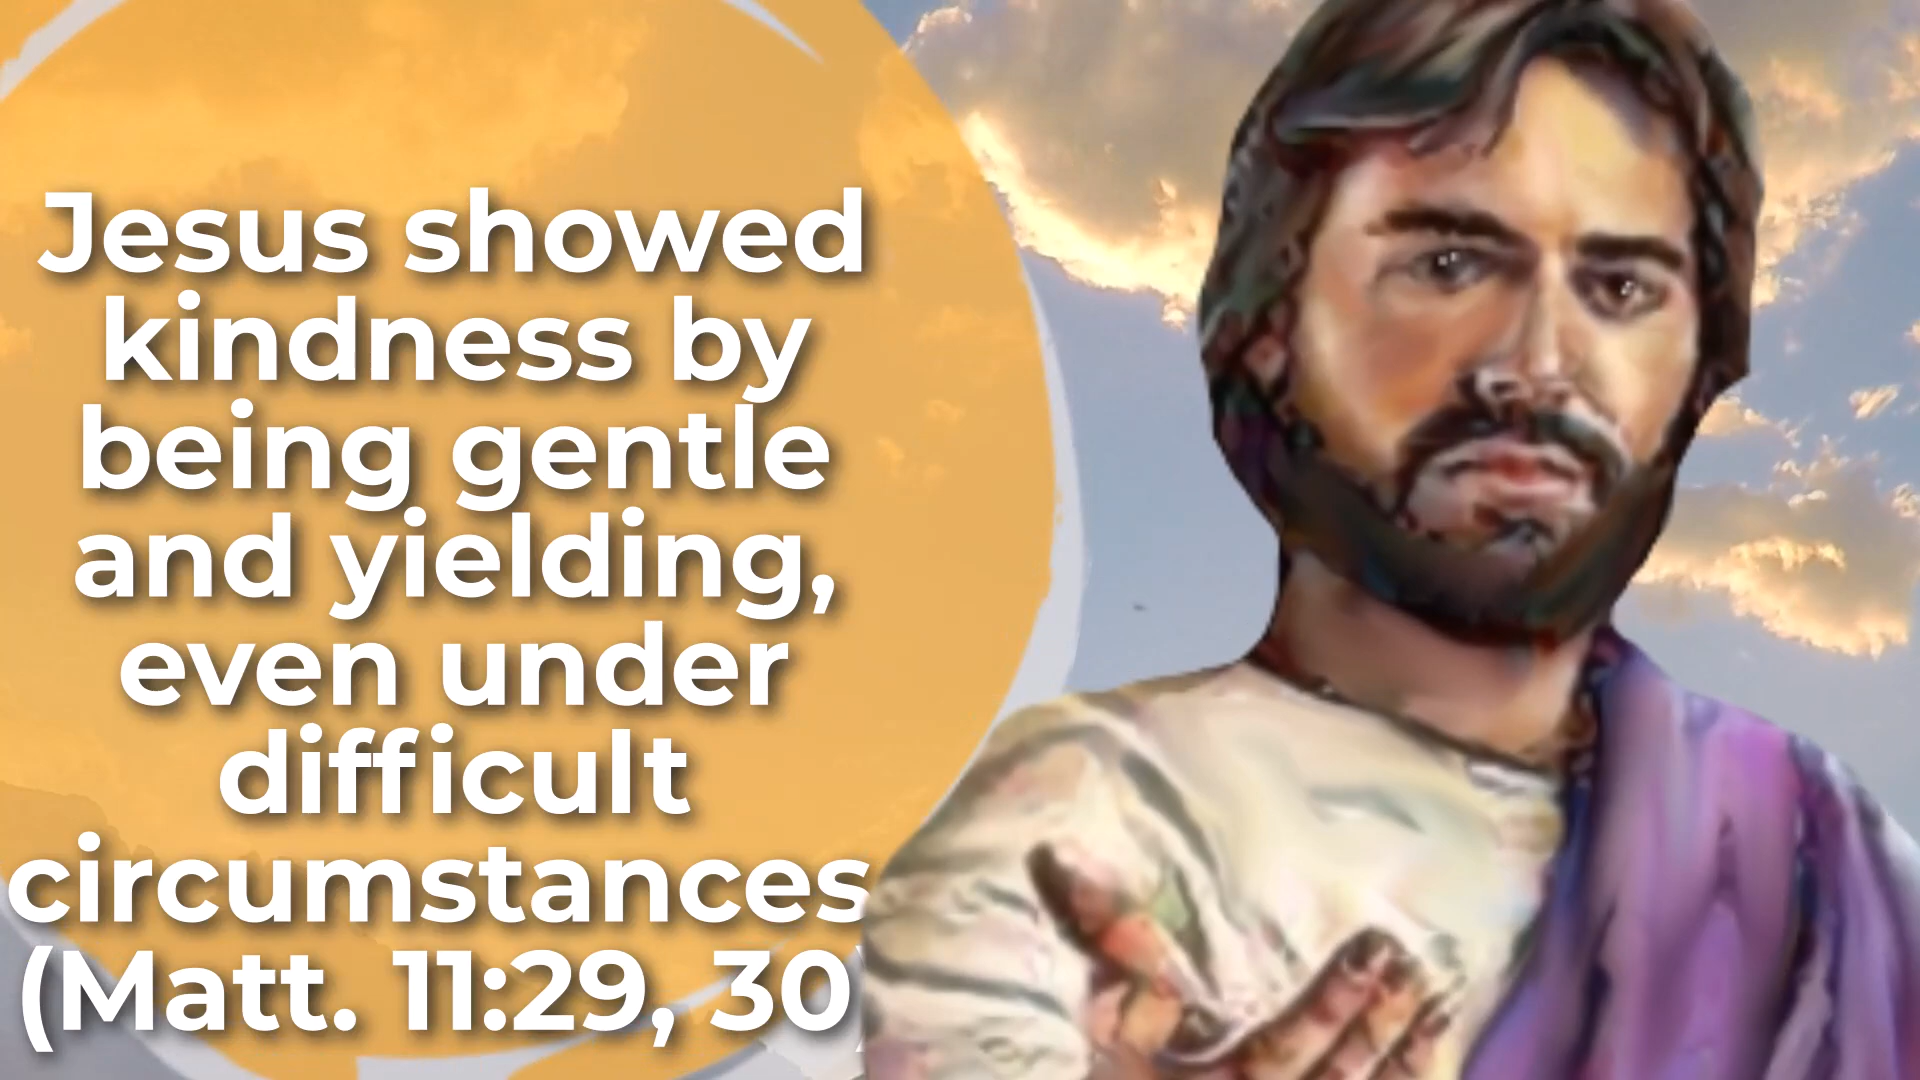 Jesus showed
kindness by
being gentle
and yielding,
even under
difficult
circumstances
(Matt. 11:29, 30)